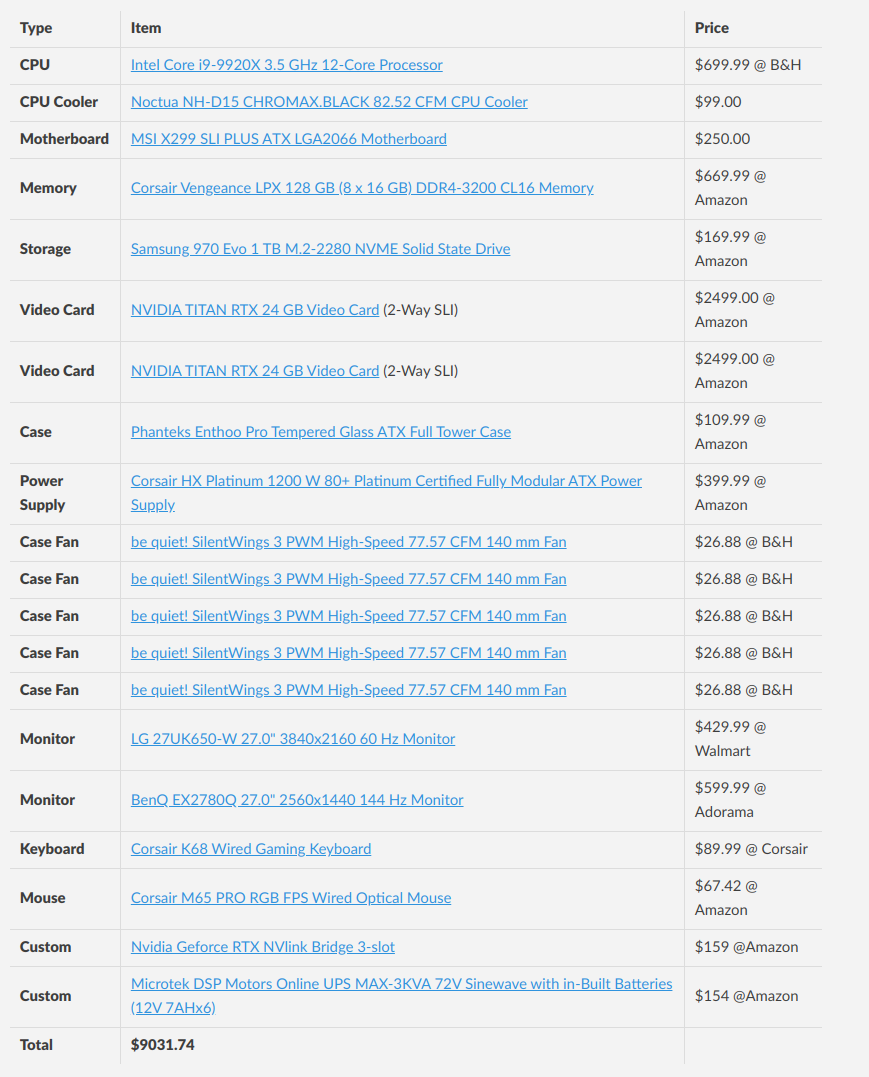 Type Item Price
CPU Intel Core i9-9920X 3.5 GHz 12-Core Processor $699.99 @ B&H
CPU Cooler Noctua NH-D15 CHROMAX.BLACK 82.52 CFM CPU Cooler $99.00
Motherboard MSI X299 SLI PLUS ATX LGA2066 Motherboard $250.00
Memory Corsair Vengeance LPX 128 GB (8 x 16 GB) DDR4-3200 CL16 Memory $669.99 @
Amazon
Storage Samsung 970 Evo 1 TB M.2-2280 NVME Solid State Drive $169.99 @
Amazon
Video Card NVIDIA TITAN RTX 24 GB Video Card (2-Way SLI) $2499.00 @
Amazon
Video Card NVIDIA TITAN RTX 24 GB Video Card (2-Way SLI) $2499.00 @
Amazon
Case Phanteks Enthoo Pro Tempered Glass ATX Full Tower Case $109.99 @
Amazon
Power Corsair HX Platinum 1200 W 80+ Platinum Certified Fully Modular ATX Power $399.99 @
Supply Supply Amazon
Case Fan be quiet! SilentWings 3 PWM High-Speed 77.57 CFM 140 mm Fan $26.88 @ B&H
Case Fan be quiet! SilentWings 3 PWM High-Speed 77.57 CFM 140 mm Fan $26.88 @ B&H
Case Fan be quiet! SilentWings 3 PWM High-Speed 77.57 CFM 140 mm Fan $26.88 @ B&H
Case Fan be quiet! SilentWings 3 PWM High-Speed 77.57 CFM 140 mm Fan $26.88 @ B&H
Case Fan be quiet! SilentWings 3 PWM High-Speed 77.57 CFM 140 mm Fan $26.88 @ B&H
Monitor LG 27UK650-W 27.0" 3840x2160 60 Hz Monitor $429.99 @
Walmart
Monitor BenQ EX2780Q 27.0" 2560x1440 144 Hz Monitor $599.99 @
Adorama
Keyboard Corsair K68 Wired Gaming Keyboard $89.99 @ Corsair
Mouse Corsair M65 PRO RGB FPS Wired Optical Mouse $67.42 @
Amazon
Custom Nvidia Geforce RTX NVlink Bridge 3-slot $159 @Amazon
Custom Microtek DSP Motors Online UPS MAX-3KVA 72V Sinewave with in-Built Batteries $154 @Amazon
(12V 7AHx6)
Total $9031.74